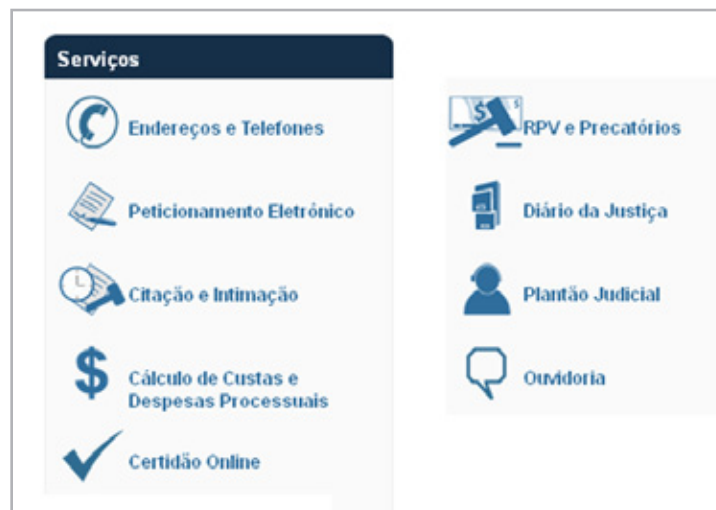 Serviços
Endereços e Telefones
Peticionamento Eletrônico
Citação e Intimação
Cálculo de Custas e
Despesas Processuais
Certidão Online
RPV e Precatórios
Diário da Justiça
Plantão Judicial
Ouvidoria